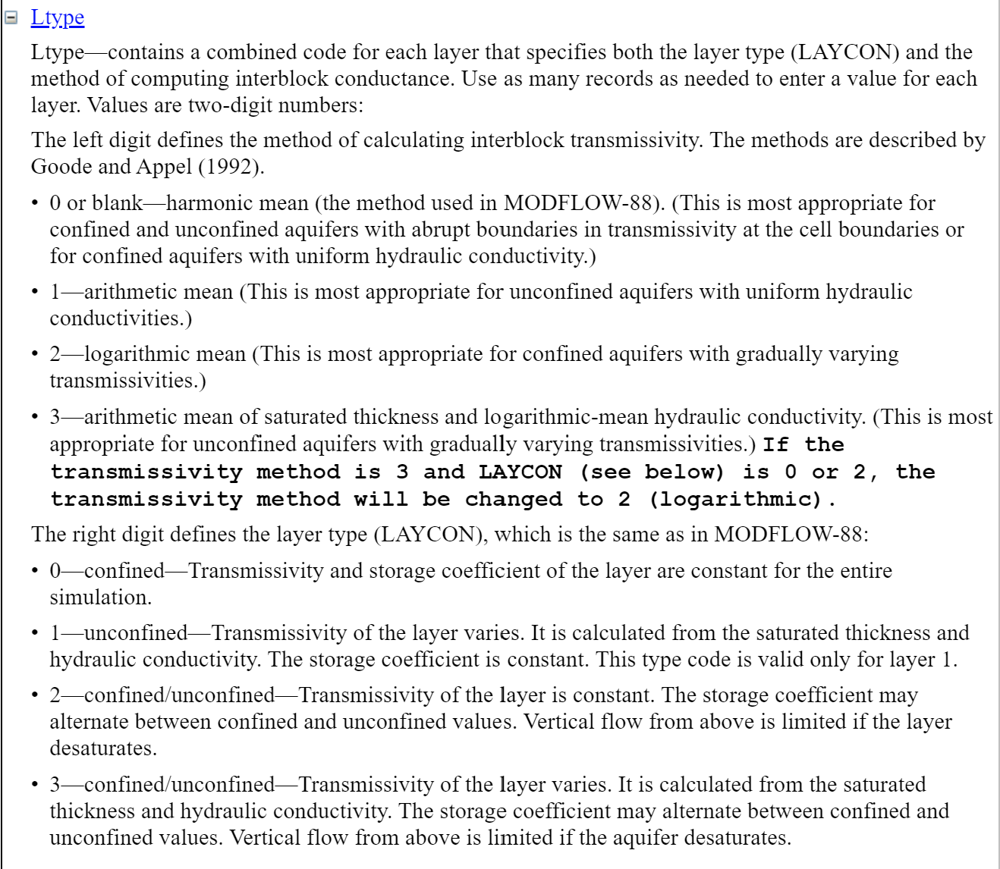 Ltype
Ltype—contains a combined code for each layer that specifies both the layer type (LAYCON) and the
method of computing interblock conductance. Use as many records as needed to enter a value for each
layer. Values are two-digit numbers:
The left digit defines the method of calculating interblock transmissivity. The methods are described by
Goode and Appel (1992).
• 0 or blank—harmonic mean (the method used in MODFLOW-88). (This is most appropriate for
confined and unconfined aquifers with abrupt boundaries in transmissivity at the cell boundaries or
for confined aquifers with uniform hydraulic conductivity.)
• 1—arithmetic mean (This is most appropriate for unconfined aquifers with uniform hydraulic
conductivities.)
• 2—logarithmic mean (This is most appropriate for confined aquifers with gradually varying
transmissivities.)
• 3—arithmetic mean of saturated thickness and logarithmic-mean hydraulic conductivity. (This is most
appropriate for unconfined aquifers with gradually varying transmissivities.) If the
transmissivity method is 3 and LAYCON (see below) is 0 or 2, the
transmissivity method will be changed to 2 (logarithmic).
The right digit defines the layer type (LAYCON), which is the same as in MODFLOW-88:
• 0—confined—Transmissivity and storage coefficient of the layer are constant for the entire
simulation.
• 1—unconfined—Transmissivity of the layer varies. It is calculated from the saturated thickness and
hydraulic conductivity. The storage coefficient is constant. This type code is valid only for layer 1.
• 2—confined/unconfined—Transmissivity of the layer is constant. The storage coefficient may
alternate between confined and unconfined values. Vertical flow from above is limited if the layer
desaturates.
• 3—confined/unconfined—Transmissivity of the layer varies. It is calculated from the saturated
thickness and hydraulic conductivity. The storage coefficient may alternate between confined and
unconfined values. Vertical flow from above is limited if the aquifer desaturates.